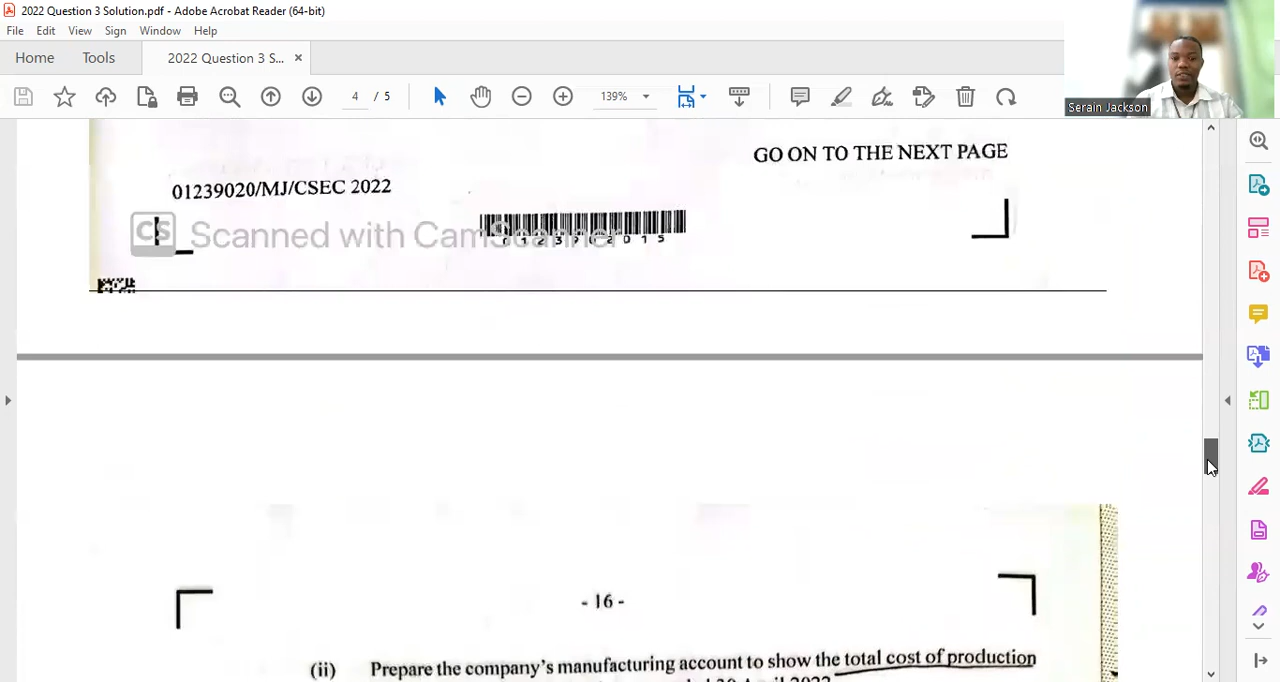 2022 Question 3 Solution.pdf - Adobe Acrobat Reader (64-bit)
File Edit View Sign Window Help
Home Tools 2022 Question 3 S... ×
4 / 5 139%
Serain Jackson
GO ON TO THE NEXT PAGE
01239020/MJ/CSEC 2022
CS Scanned with CamScanner
0123902015
- 16 -
(ii) Prepare the company's manufacturing account to show the total cost of production